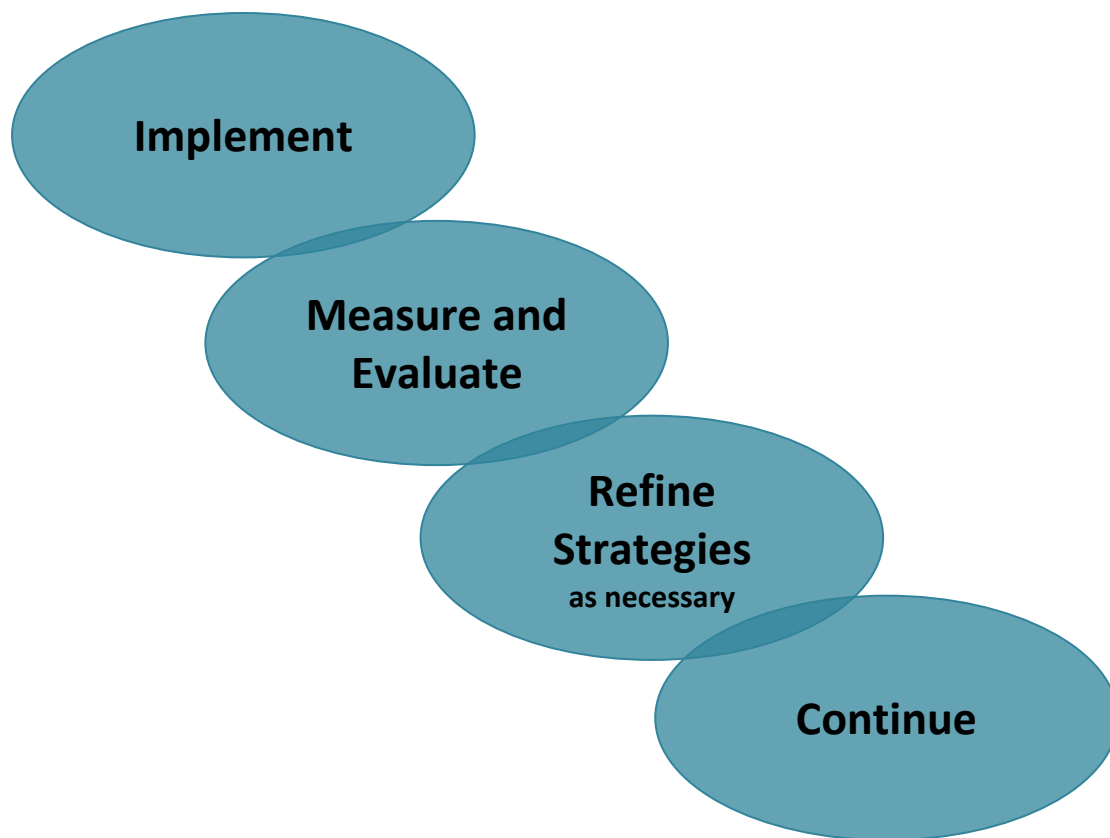 Implement
Measure and
Evaluate
Refine
Strategies
as necessary
Continue